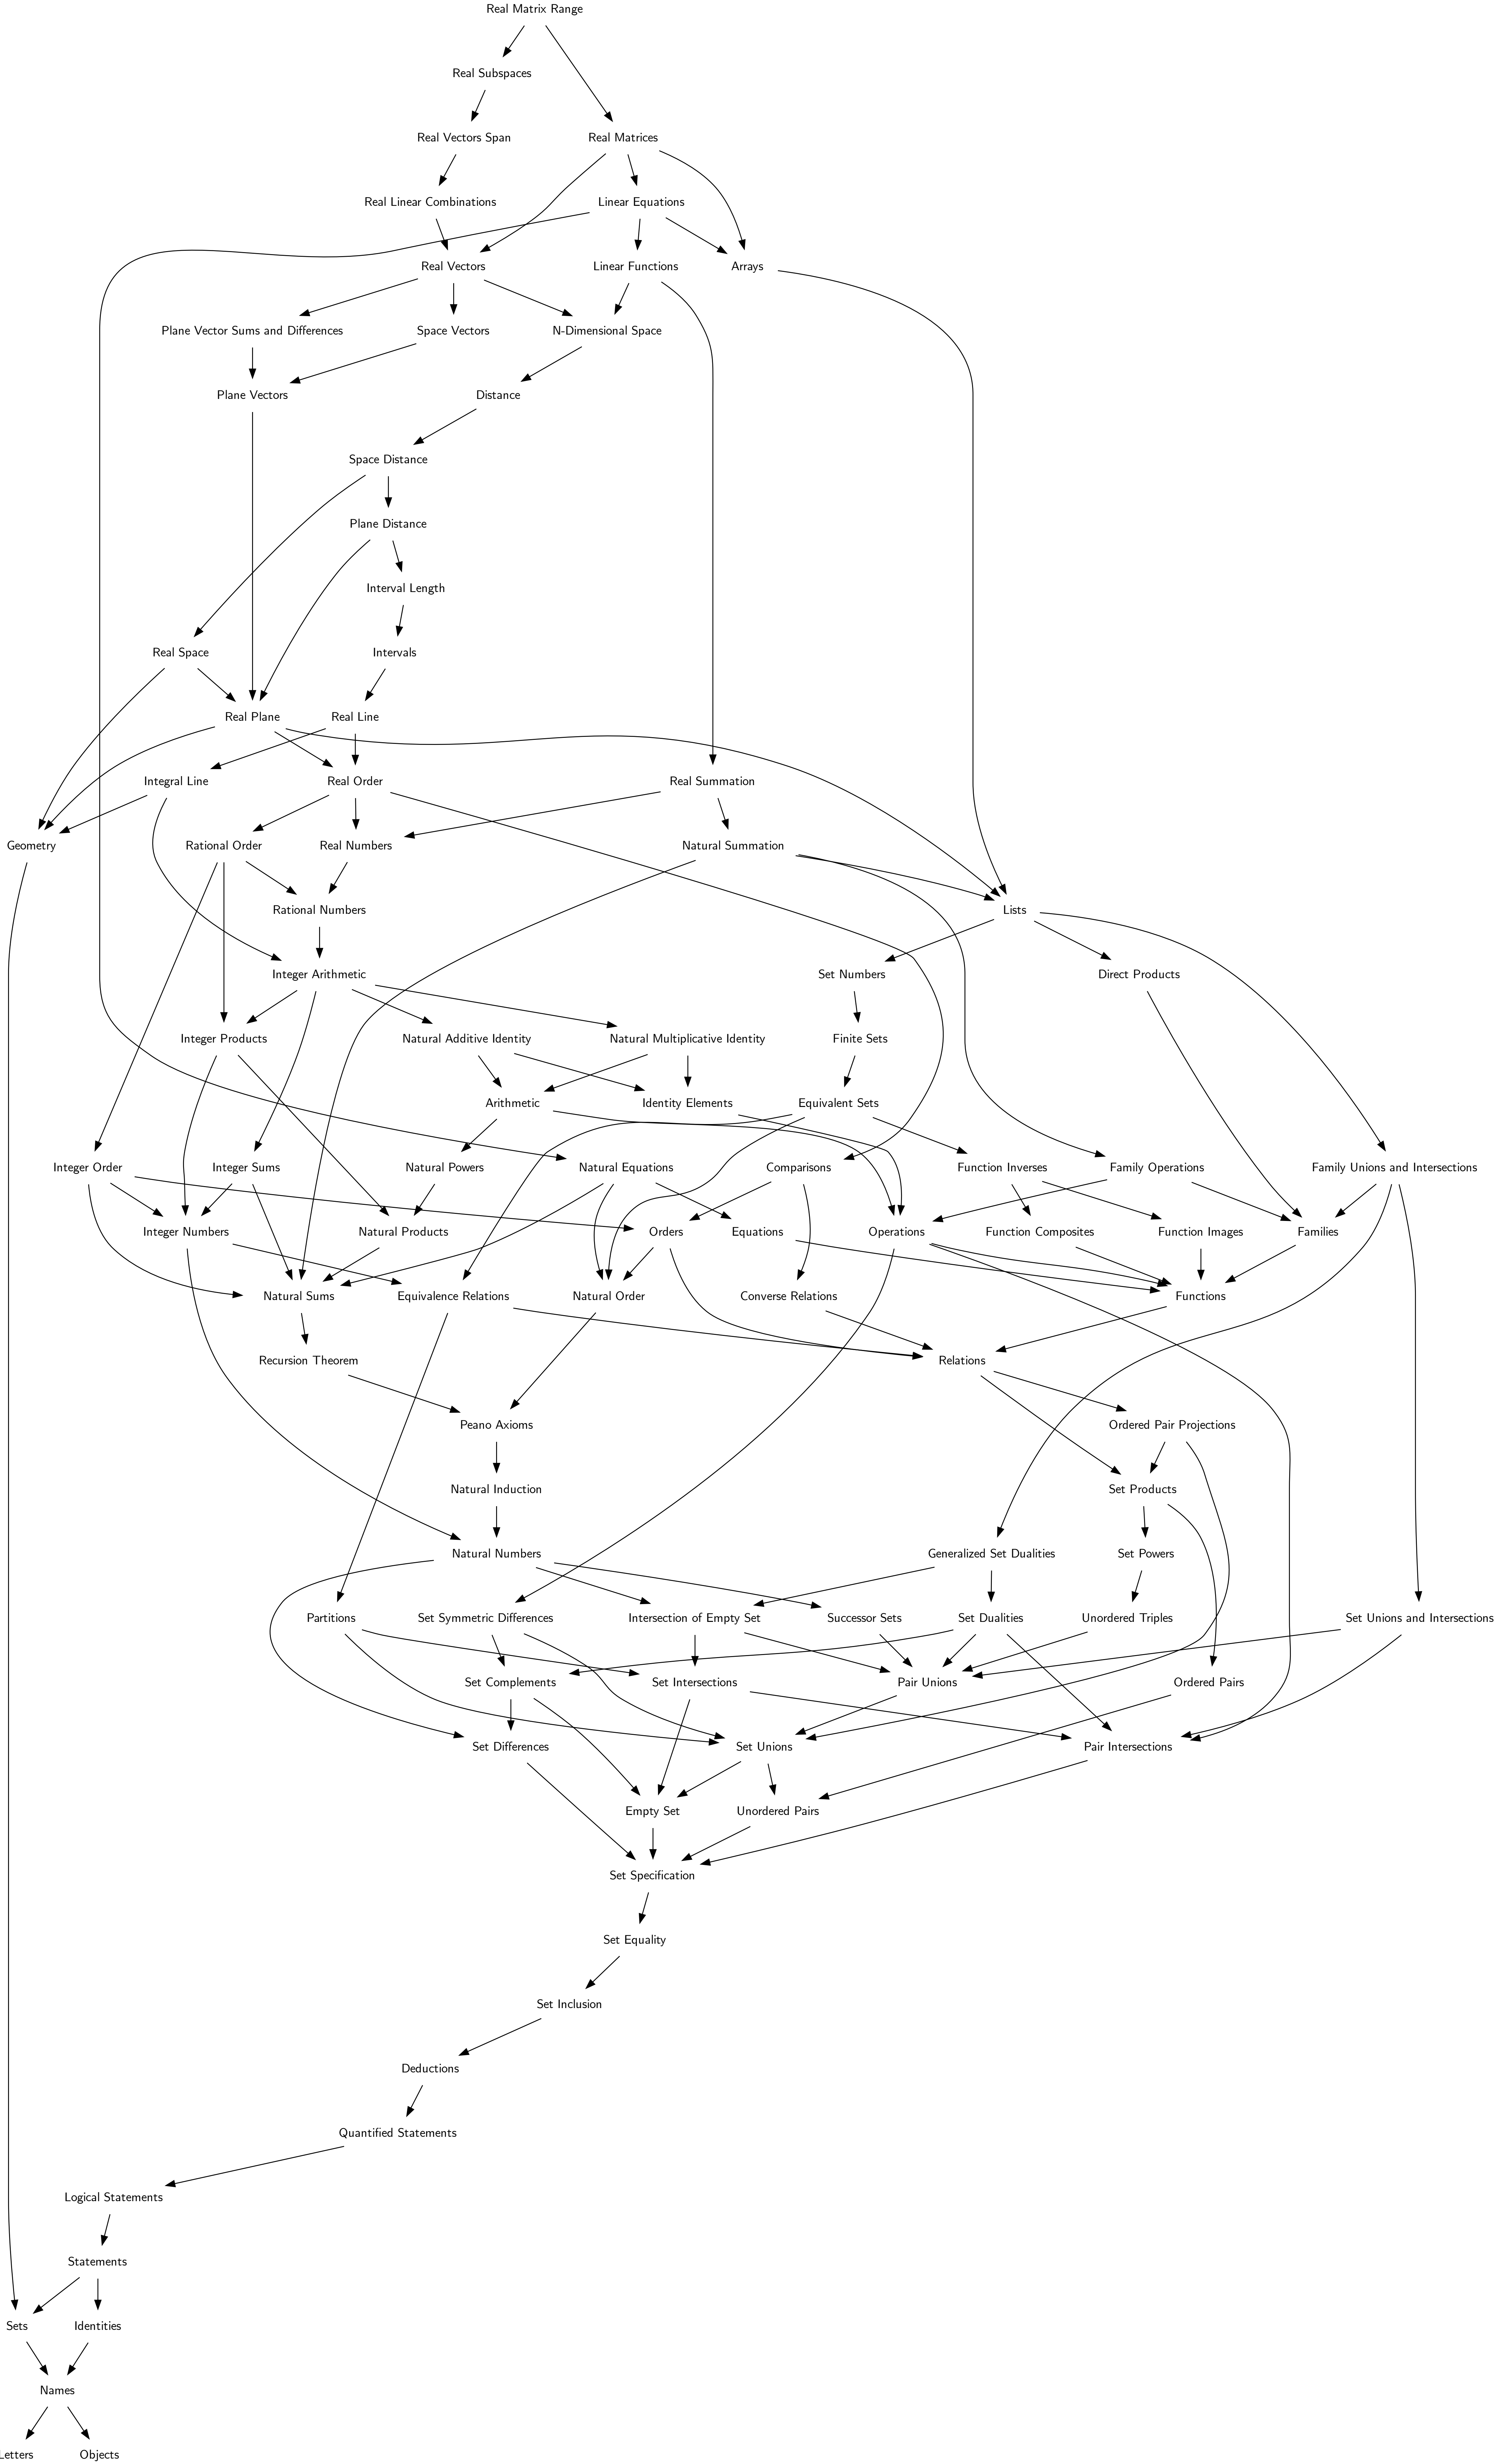 Real Matrix Range
Real Subspaces
Real Vectors Span
Real Matrices
Real Linear Combinations
Linear Equations
Real Vectors
Linear Functions
Arrays
Plane Vector Sums and Differences
Space Vectors
N-Dimensional Space
Plane Vectors
Distance
Space Distance
Plane Distance
Interval Length
Real Space
Intervals
Real Plane
Real Line
Integral Line
Real Order
Real Summation
Geometry
Rational Order
Real Numbers
Natural Summation
Rational Numbers
Lists
Integer Arithmetic
Set Numbers
Direct Products
Integer Products
Natural Additive Identity
Natural Multiplicative Identity
Finite Sets
Arithmetic
Identity Elements
Equivalent Sets
Integer Order
Integer Sums
Natural Powers
Natural Equations
Comparisons
Function Inverses
Family Operations
Family Unions and Intersections
Integer Numbers
Natural Products
Orders
Equations
Operations
Function Composites
Function Images
Families
Natural Sums
Equivalence Relations
Natural Order
Converse Relations
Functions
Recursion Theorem
Relations
Peano Axioms
Ordered Pair Projections
Natural Induction
Set Products
Natural Numbers
Generalized Set Dualities
Set Powers
Partitions
Set Symmetric Differences
Intersection of Empty Set
Successor Sets
Set Dualities
Unordered Triples
Set Unions and Intersections
Set Complements
Set Intersections
Pair Unions
Ordered Pairs
Set Differences
Set Unions
Pair Intersections
Empty Set
Unordered Pairs
Set Specification
Set Equality
Set Inclusion
Deductions
Quantified Statements
Logical Statements
Statements
Sets
Identities
Names
Letters
Objects